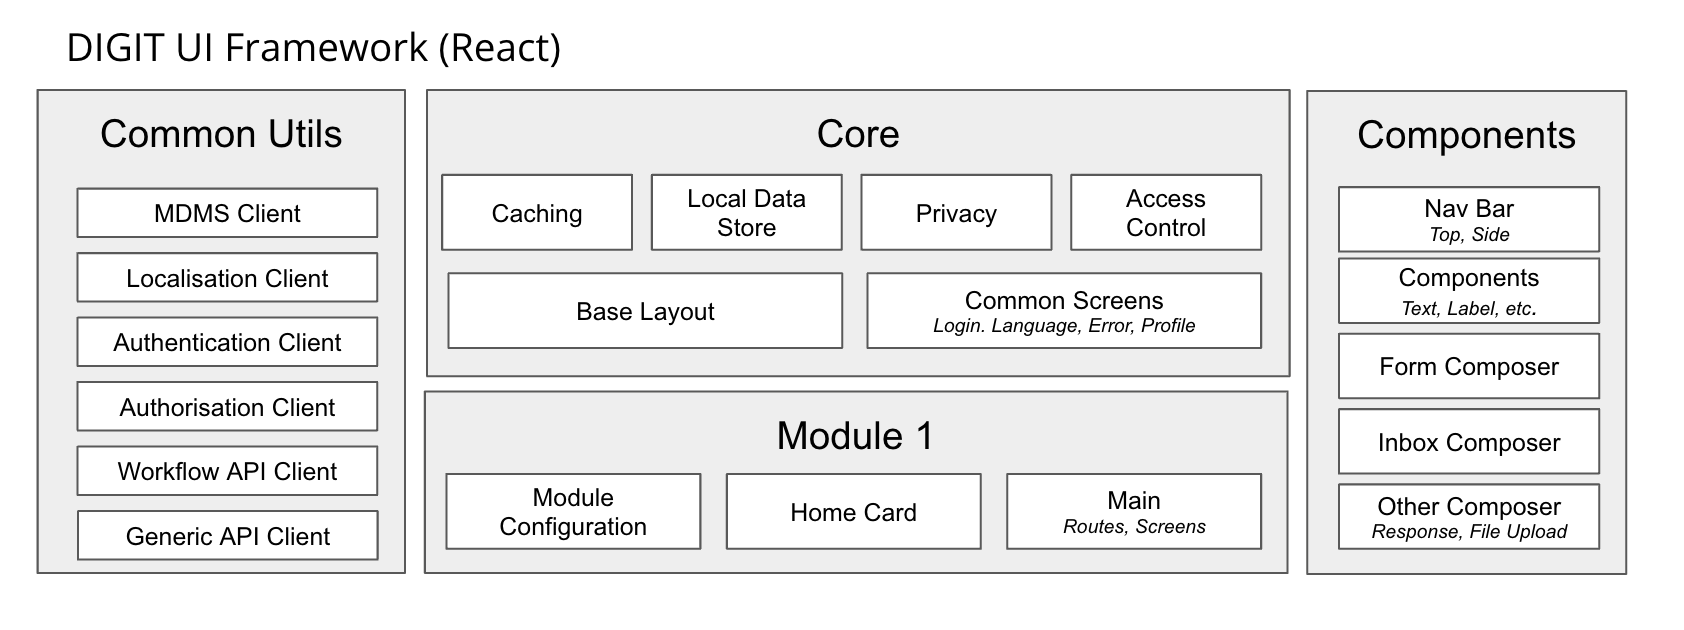 DIGIT UI Framework (React)
Common Utils
MDMS Client
Localisation Client
Authentication Client
Authorisation Client
Workflow API Client
Generic API Client
Core
Caching
Local Data
Store
Privacy
Access
Control
Base Layout
Common Screens
Login. Language, Error, Profile
Module 1
Module
Configuration
Home Card
Main
Routes, Screens
Components
Nav Bar
Top, Side
Components
Text, Label, etc.
Form Composer
Inbox Composer
Other Composer
Response, File Upload